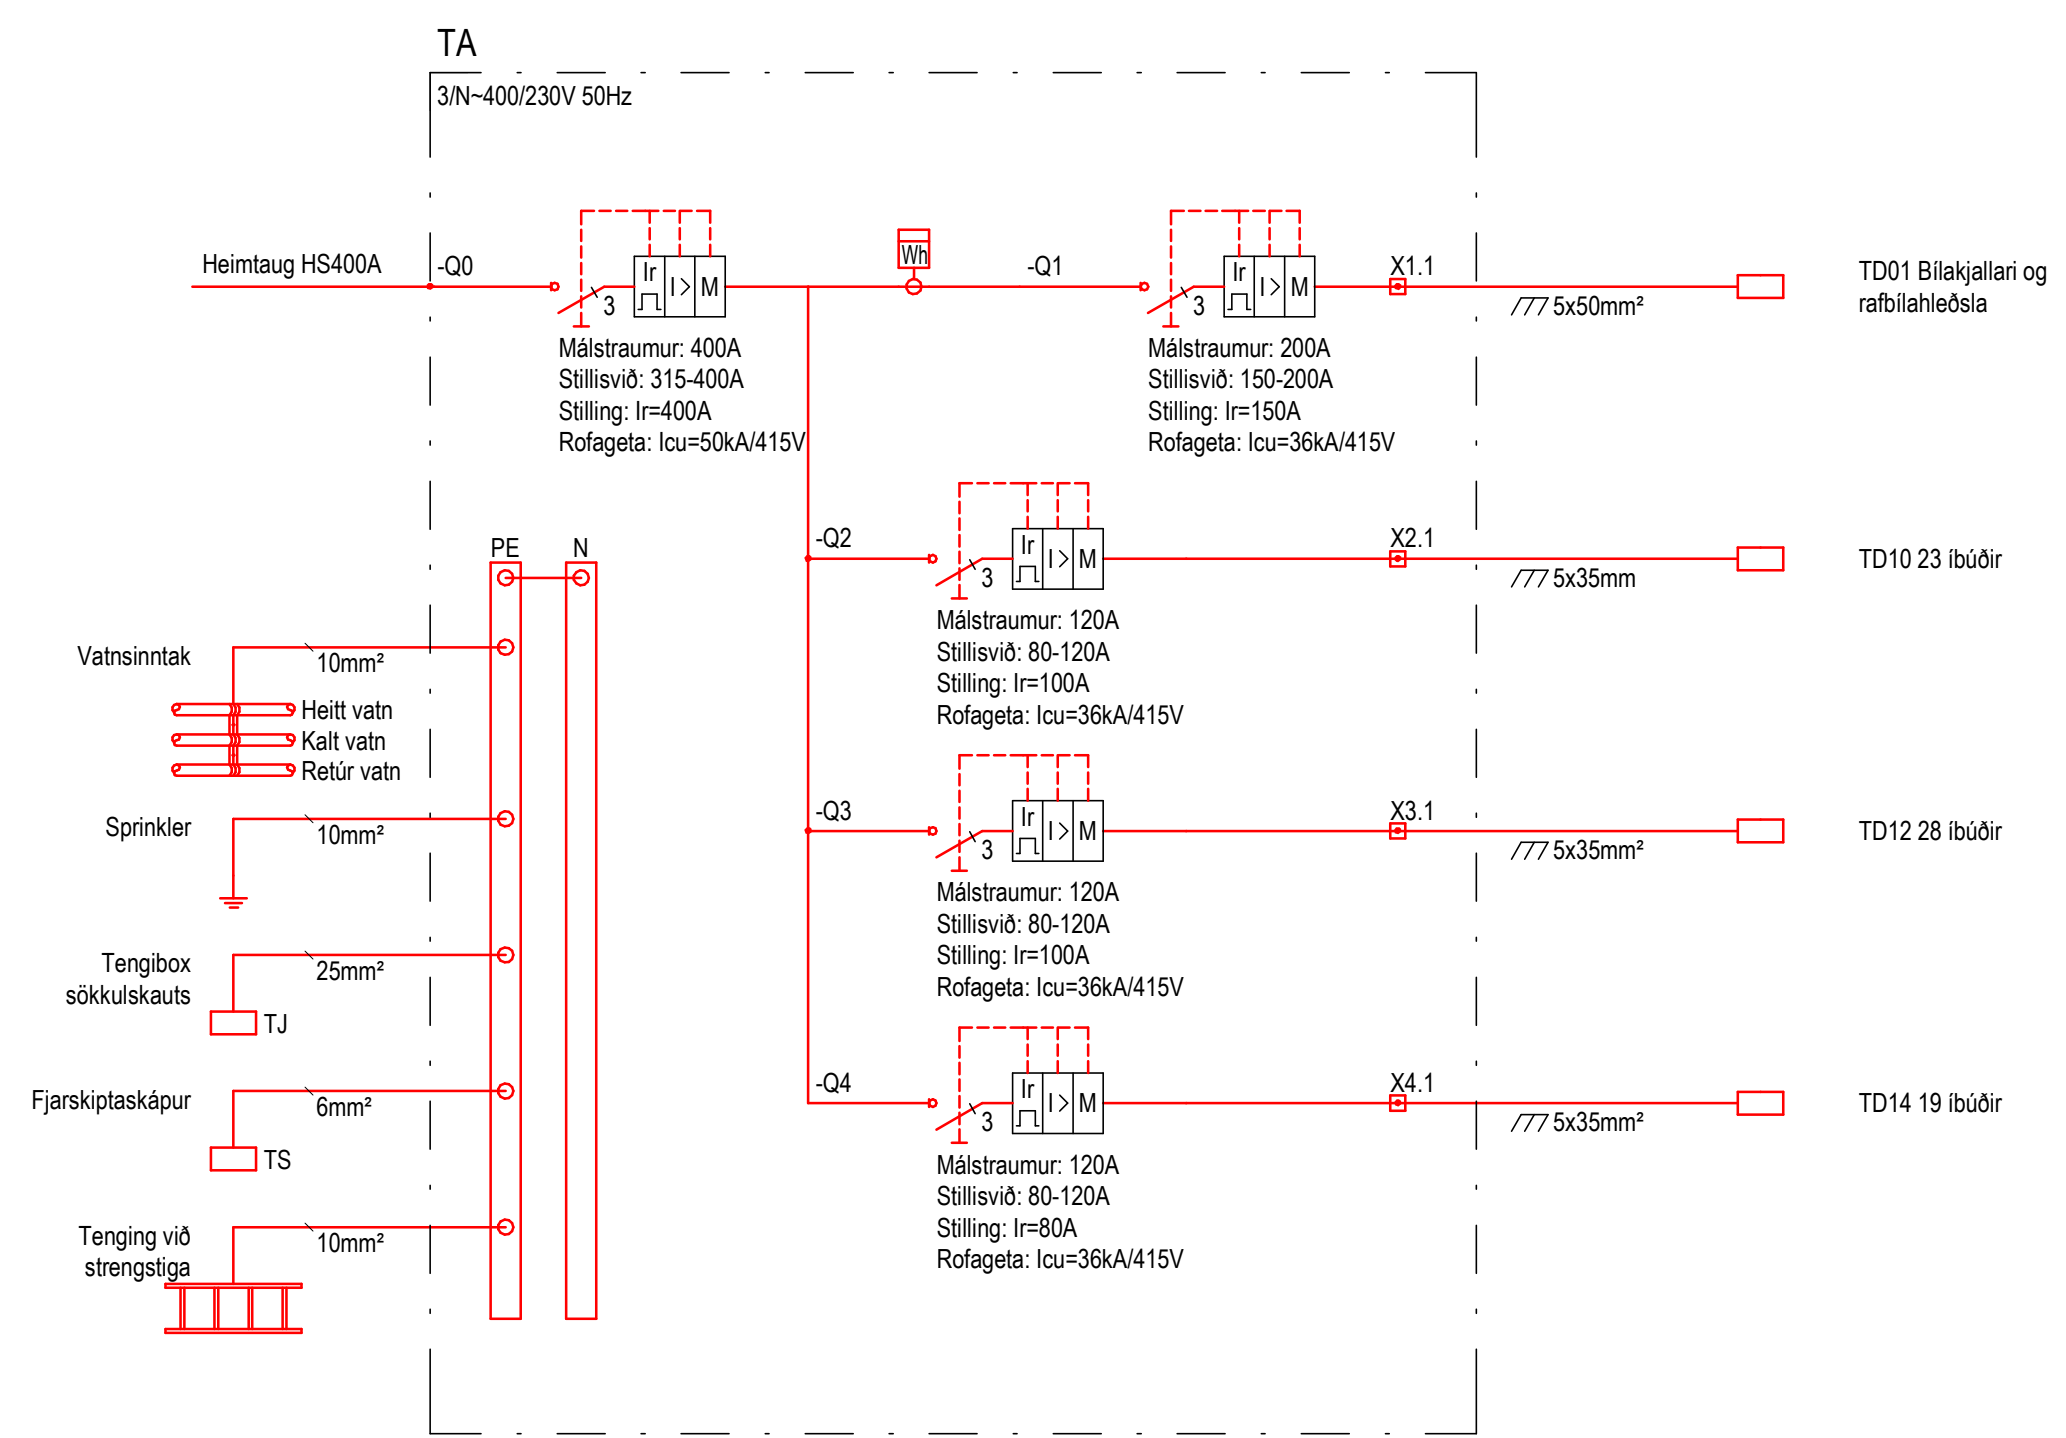 TA
3/N~400/230V 50Hz
Heimtaug HS400A
-Q0
3
Ir
I>
M
Málstraumur: 400A
Stillisvið: 315-400A
Stilling: Ir=400A
Rofageta: Icu=50kA/415V
Wh
-Q1
3
Ir
I>
M
Málstraumur: 200A
Stillisvið: 150-200A
Stilling: Ir=150A
Rofageta: Icu=36kA/415V
X1.1
5x50mm²
TD01 Bílakjallari og
rafbílahleðsla
-Q2
3
Ir
I>
M
Málstraumur: 120A
Stillisvið: 80-120A
Stilling: Ir=100A
Rofageta: Icu=36kA/415V
X2.1
5x35mm
TD10 23 íbúðir
-Q3
3
Ir
I>
M
Málstraumur: 120A
Stillisvið: 80-120A
Stilling: Ir=100A
Rofageta: Icu=36kA/415V
X3.1
5x35mm²
TD12 28 íbúðir
-Q4
3
Ir
I>
M
Málstraumur: 120A
Stillisvið: 80-120A
Stilling: Ir=80A
Rofageta: Icu=36kA/415V
X4.1
5x35mm²
TD14 19 íbúðir
PE
N
Vatnsinntak
10mm²
Heitt vatn
Kalt vatn
Retúr vatn
Sprinkler
10mm²
Tengibox
sökkulskauts
25mm²
TJ
Fjarskiptaskápur
6mm²
TS
Tenging við
strengstiga
10mm²